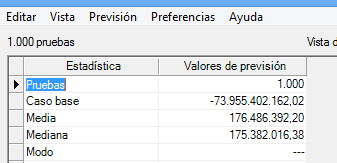 Editar Vista Previsión Preferencias Ayuda
1.000 pruebas Vista d
Estadística Valores de previsión
Pruebas 1.000
Caso base -73.955.402.162,02
Media 176.486.392,20
Mediana 175.382.016,38
Modo ---